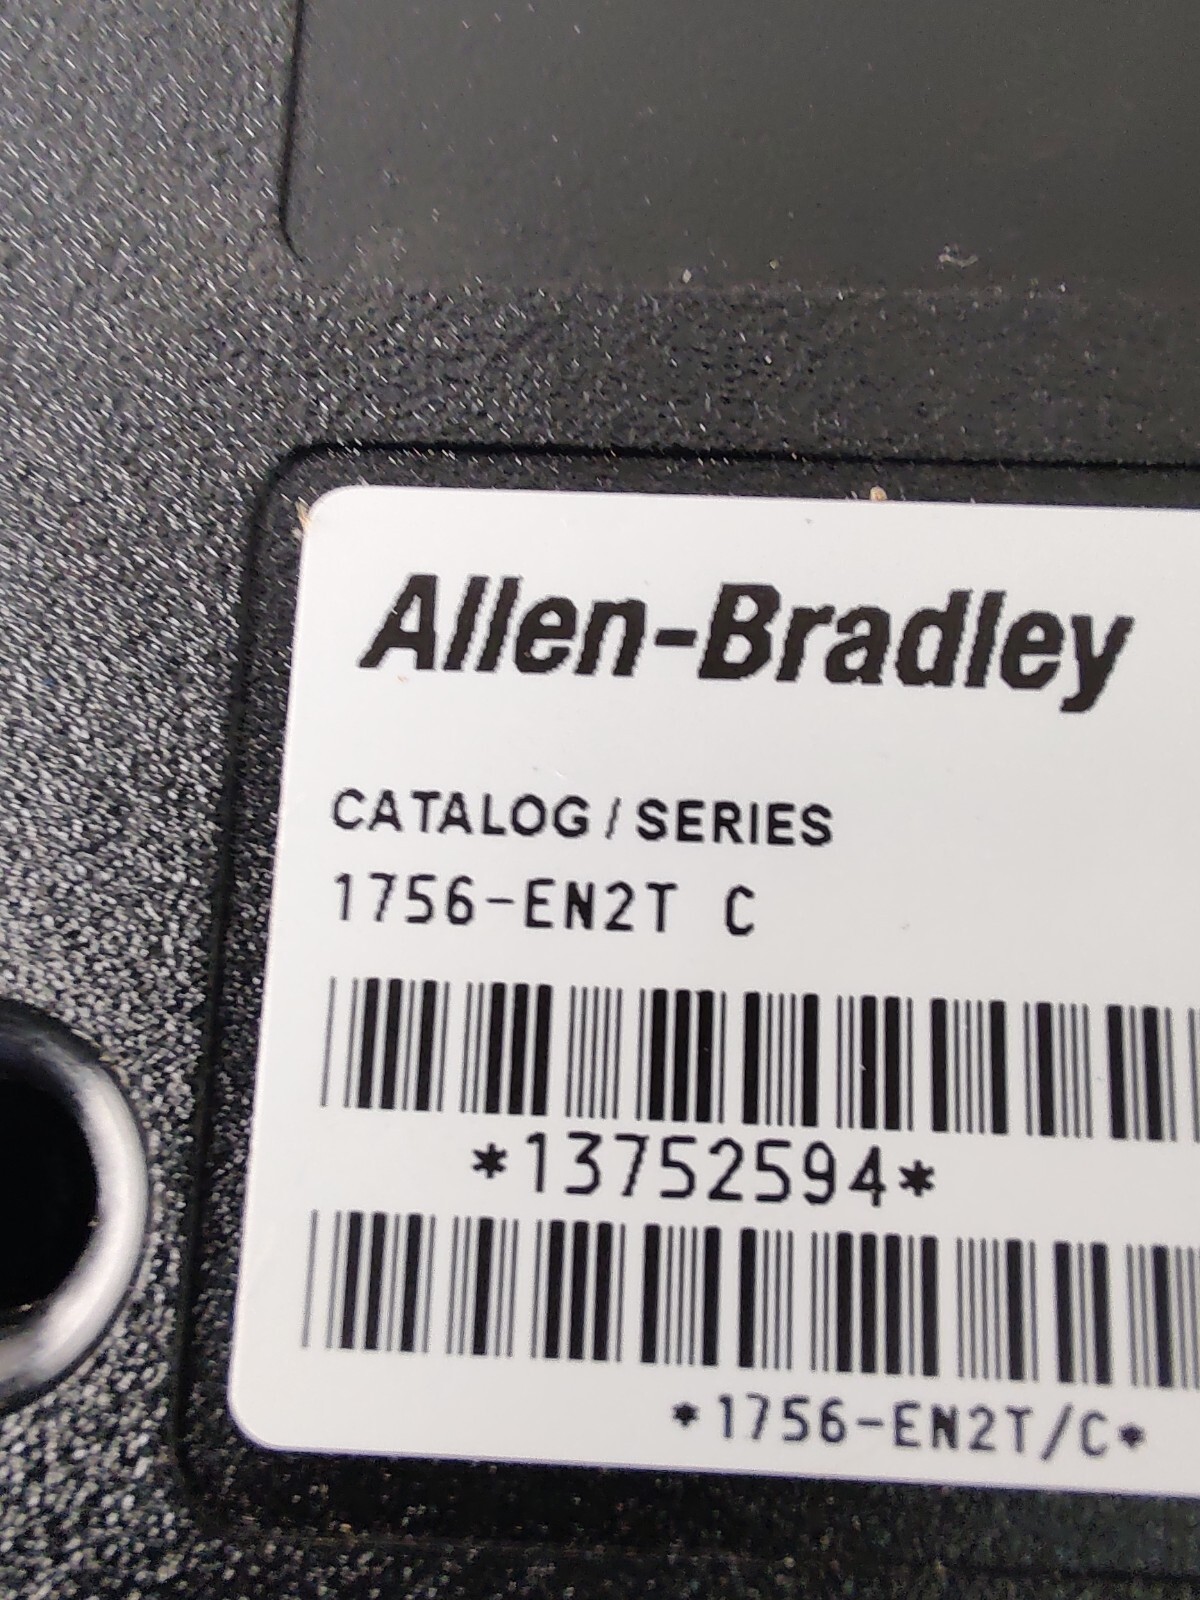 Allen-Bradley
CATALOG / SERIES
1756-EN2T C
*13752594*
*1756-EN2T/C*